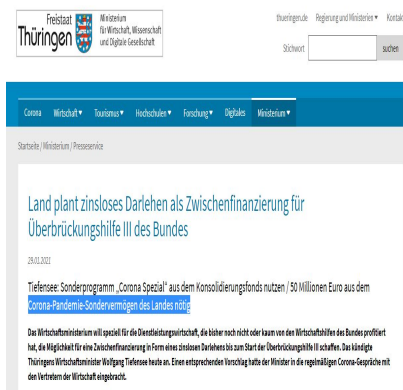 Freistaat
Thüringen
Ministerium
für Wirtschaft, Wissenschaft
und Digitale Gesellschaft
thueringen.de Regierung und Ministerien Kontakt
Stichwort
suchen
Corona Wirtschaft Tourismus Hochschulen Forschung Digitales Ministerium
Startseite / Ministerium / Presseservice
Land plant zinsloses Darlehen als Zwischenfinanzierung für
Überbrückungshilfe III des Bundes
29.01.2021
Tiefensee: Sonderprogramm „Corona Spezial“ aus dem Konsolidierungsfonds nutzen / 50 Millionen Euro aus dem
Corona-Pandemie-Sondervermögen des Landes nötig
Das Wirtschaftsministerium will speziell für die Dienstleistungswirtschaft, die bisher noch nicht oder kaum von den Wirtschaftshilfen des Bundes profitiert
hat, die Möglichkeit für eine Zwischenfinanzierung in Form eines zinslosen Darlehens bis zum Start der Überbrückungshilfe III schaffen. Das kündigte
Thüringens Wirtschaftsminister Wolfgang Tiefensee heute an. Einen entsprechenden Vorschlag hatte der Minister in die regelmäßigen Corona-Gespräche mit
den Vertretern der Wirtschaft eingebracht.